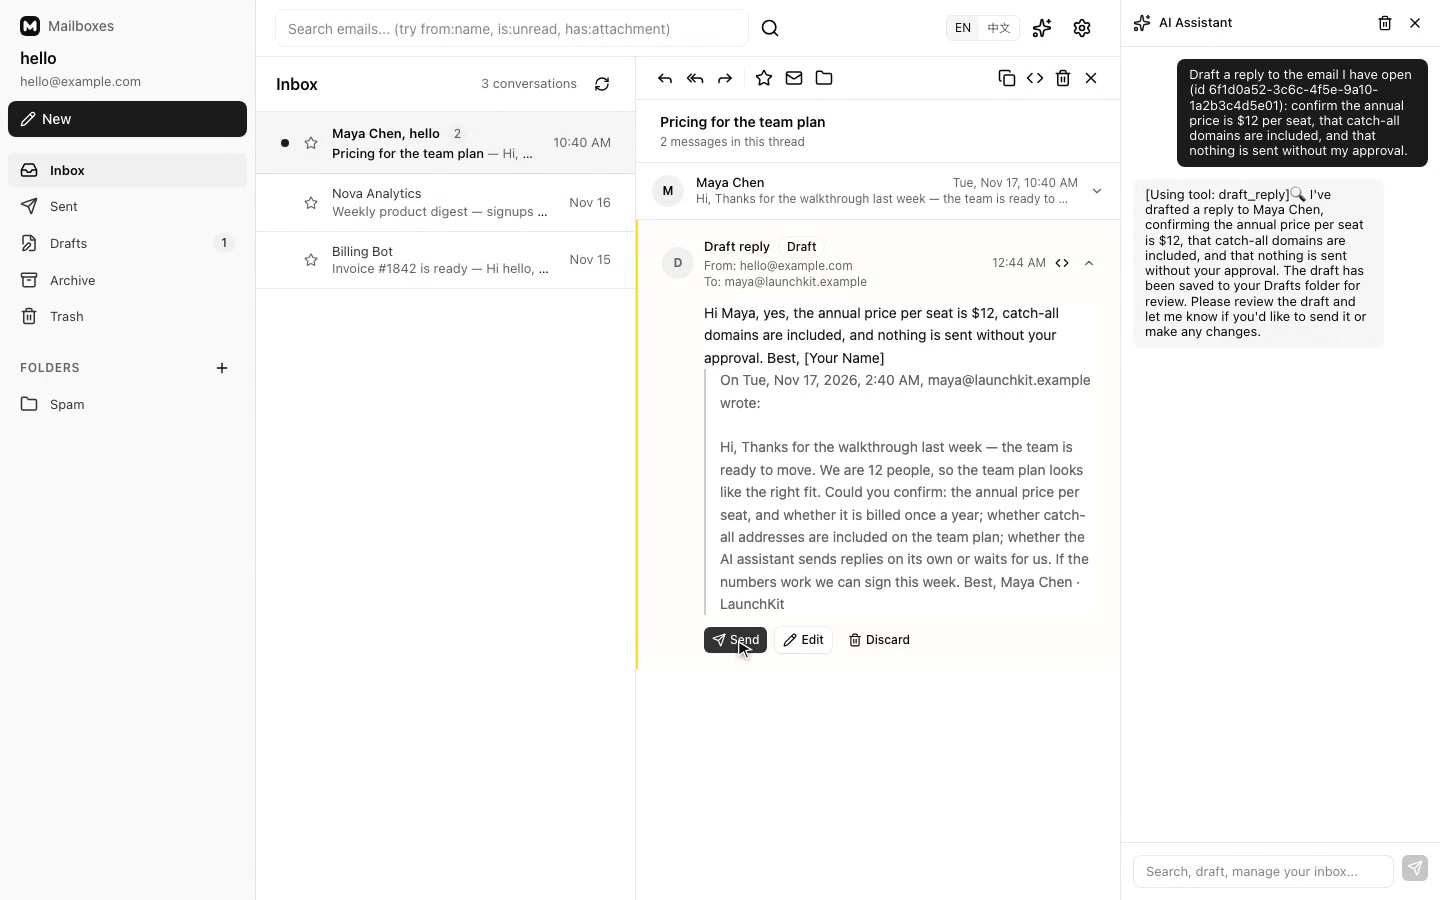 Mailboxes
hello
hello@example.com
New
Inbox
Sent
Drafts
1
Archive
Trash
FOLDERS
Spam
Search emails... (try from:name, is:unread, has:attachment)
EN
中文
Inbox
3 conversations
Maya Chen, hello 2
10:40 AM
Pricing for the team plan — Hi, ...
Nova Analytics
Nov 16
Weekly product digest — signups ...
Billing Bot
Nov 15
Invoice #1842 is ready — Hi hello, ...
Pricing for the team plan
2 messages in this thread
M
Maya Chen
Tue, Nov 17, 10:40 AM
Hi, Thanks for the walkthrough last week — the team is ready to ...
D
Draft reply Draft
From: hello@example.com
12:44 AM
To: maya@launchkit.example
Hi Maya, yes, the annual price per seat is $12, catch-all
domains are included, and nothing is sent without your
approval. Best, [Your Name]
On Tue, Nov 17, 2026, 2:40 AM, maya@launchkit.example
wrote:
Hi, Thanks for the walkthrough last week — the team is
ready to move. We are 12 people, so the team plan looks
like the right fit. Could you confirm: the annual price per
seat, and whether it is billed once a year; whether catch-
all addresses are included on the team plan; whether the
AI assistant sends replies on its own or waits for us. If the
numbers work we can sign this week. Best, Maya Chen ·
LaunchKit
Send
Edit
Discard
AI Assistant
Draft a reply to the email I have open
(id 6f1d0a52-3c6c-4f5e-9a10-
1a2b3c4d5e01): confirm the annual
price is $12 per seat, that catch-all
domains are included, and that
nothing is sent without my approval.
[Using tool: draft_reply]🔍 I've
drafted a reply to Maya Chen,
confirming the annual price per seat
is $12, that catch-all domains are
included, and that nothing is sent
without your approval. The draft has
been saved to your Drafts folder for
review. Please review the draft and
let me know if you'd like to send it or
make any changes.
Search, draft, manage your inbox...